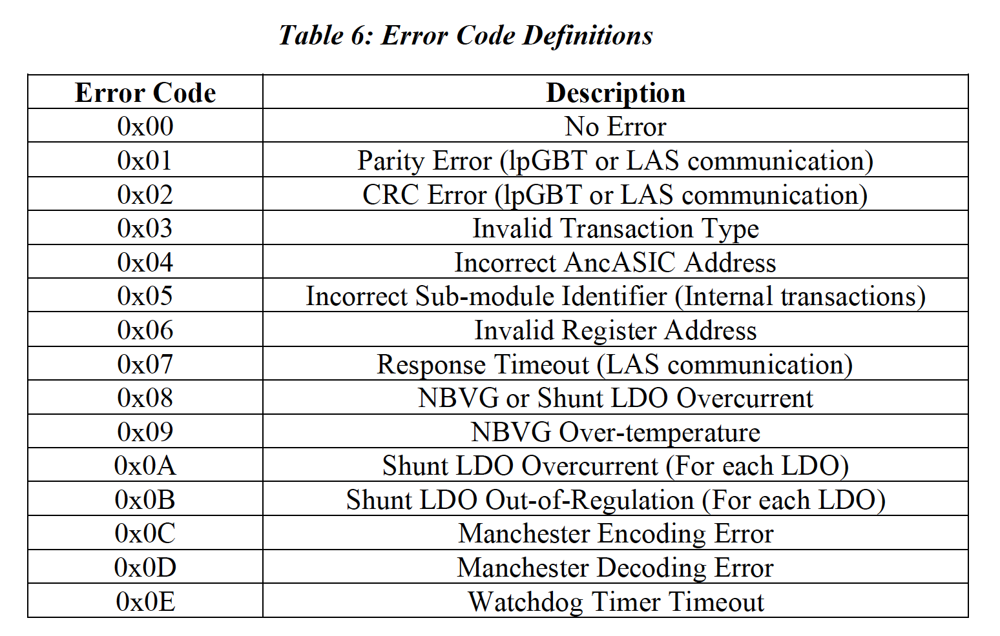 Table 6: Error Code Definitions
Error Code Description
0x00 No Error
0x01 Parity Error (lpGBT or LAS communication)
0x02 CRC Error (lpGBT or LAS communication)
0x03 Invalid Transaction Type
0x04 Incorrect AncASIC Address
0x05 Incorrect Sub-module Identifier (Internal transactions)
0x06 Invalid Register Address
0x07 Response Timeout (LAS communication)
0x08 NBVG or Shunt LDO Overcurrent
0x09 NBVG Over-temperature
0x0A Shunt LDO Overcurrent (For each LDO)
0x0B Shunt LDO Out-of-Regulation (For each LDO)
0x0C Manchester Encoding Error
0x0D Manchester Decoding Error
0x0E Watchdog Timer Timeout